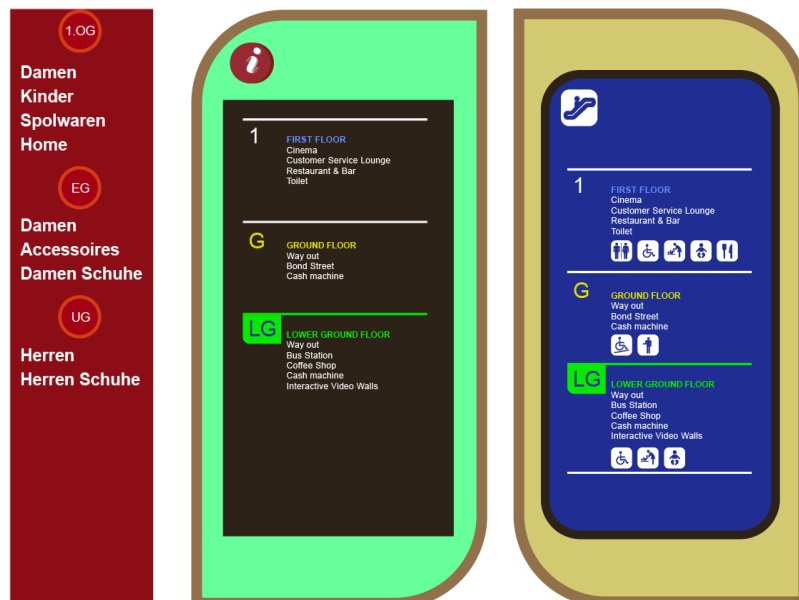 1.OG
Damen
Kinder
Spolwaren
Home
EG
Damen
Accessoires
Damen Schuhe
UG
Herren
Herren Schuhe
i
1
FIRST FLOOR
Cinema
Customer Service Lounge
Restaurant & Bar
Toilet
G
GROUND FLOOR
Way out
Bond Street
Cash machine
LG
LOWER GROUND FLOOR
Way out
Bus Station
Coffee Shop
Cash machine
Interactive Video Walls
1
FIRST FLOOR
Cinema
Customer Service Lounge
Restaurant & Bar
Toilet
G
GROUND FLOOR
Way out
Bond Street
Cash machine
LG
LOWER GROUND FLOOR
Way out
Bus Station
Coffee Shop
Cash machine
Interactive Video Walls